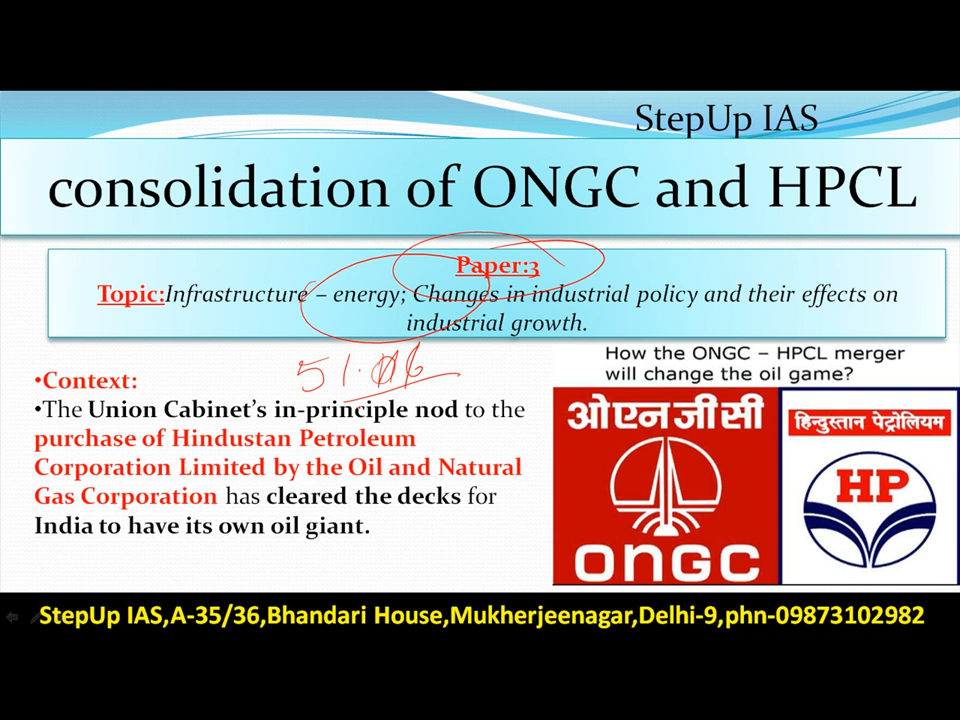 StepUp IAS
consolidation of ONGC and HPCL
Paper:3
Topic:Infrastructure – energy; Changes in industrial policy and their effects on
industrial growth.
How the ONGC – HPCL merger
will change the oil game?
•Context:
•The Union Cabinet's in-principle nod to the
purchase of Hindustan Petroleum
Corporation Limited by the Oil and Natural
Gas Corporation has cleared the decks for
India to have its own oil giant.
ओएनजीसी
ongc
हिन्दुस्तान पेट्रोलियम
HP
StepUp IAS,A-35/36,Bhandari House,Mukherjeenagar,Delhi-9,phn-09873102982